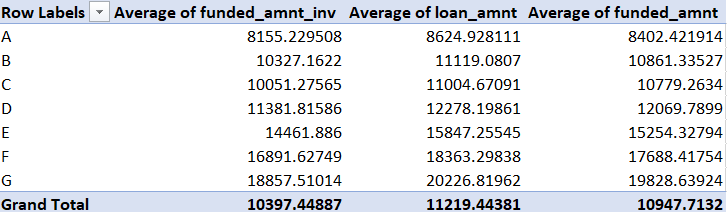 Row Labels Average of funded_amnt_inv Average of loan_amnt Average of funded_amnt
A 8155.229508 8624.928111 8402.421914
B 10327.1622 11119.0807 10861.33527
C 10051.27565 11004.67091 10779.2634
D 11381.81586 12278.19861 12069.7899
E 14461.886 15847.25545 15254.32794
F 16891.62749 18363.29838 17688.41754
G 18857.51014 20226.81962 19828.63924
Grand Total 10397.44887 11219.44381 10947.7132